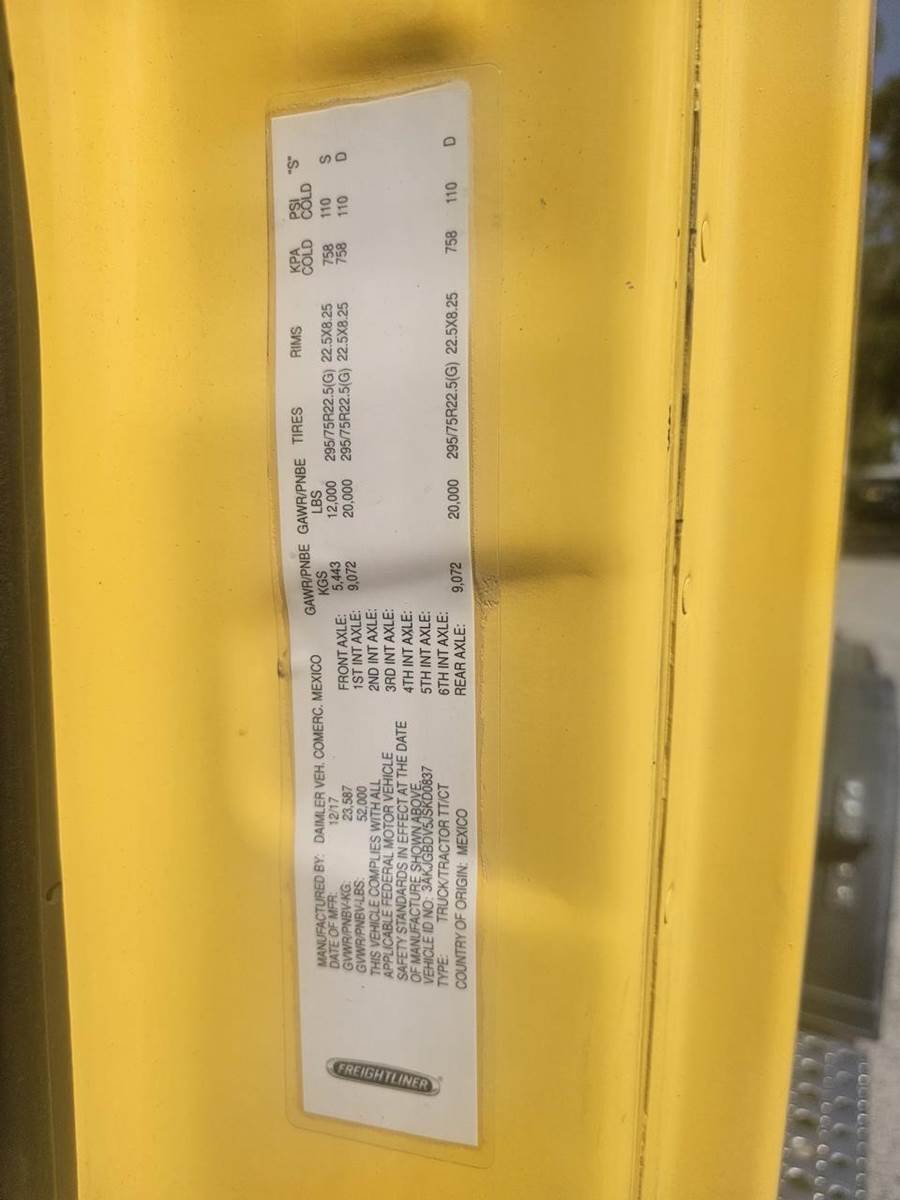 FREIGHTLINER
MANUFACTURED BY: DAIMLER VEH. COMERC. MEXICO
DATE OF MFR: 12/17
GVWR/PNBV-KG: 23,587
GVWR/PNBV-LBS: 52,000
THIS VEHICLE COMPLIES WITH ALL
APPLICABLE FEDERAL MOTOR VEHICLE
SAFETY STANDARDS IN EFFECT AT THE DATE
OF MANUFACTURE SHOWN ABOVE.
VEHICLE ID NO: 3AKJGBDV5JSKD0837
TYPE: TRUCK/TRACTOR TT/CT
COUNTRY OF ORIGIN: MEXICO
GAWR/PNBE GAWR/PNBE TIRES RIMS KPA PSI "S"
KGS LBS COLD COLD
FRONT AXLE: 5,443 12,000 295/75R22.5(G) 22.5X8.25 758 110 S
1ST INT AXLE: 9,072 20,000 295/75R22.5(G) 22.5X8.25 758 110 D
2ND INT AXLE:
3RD INT AXLE:
4TH INT AXLE:
5TH INT AXLE:
6TH INT AXLE:
REAR AXLE: 9,072 20,000 295/75R22.5(G) 22.5X8.25 758 110 D